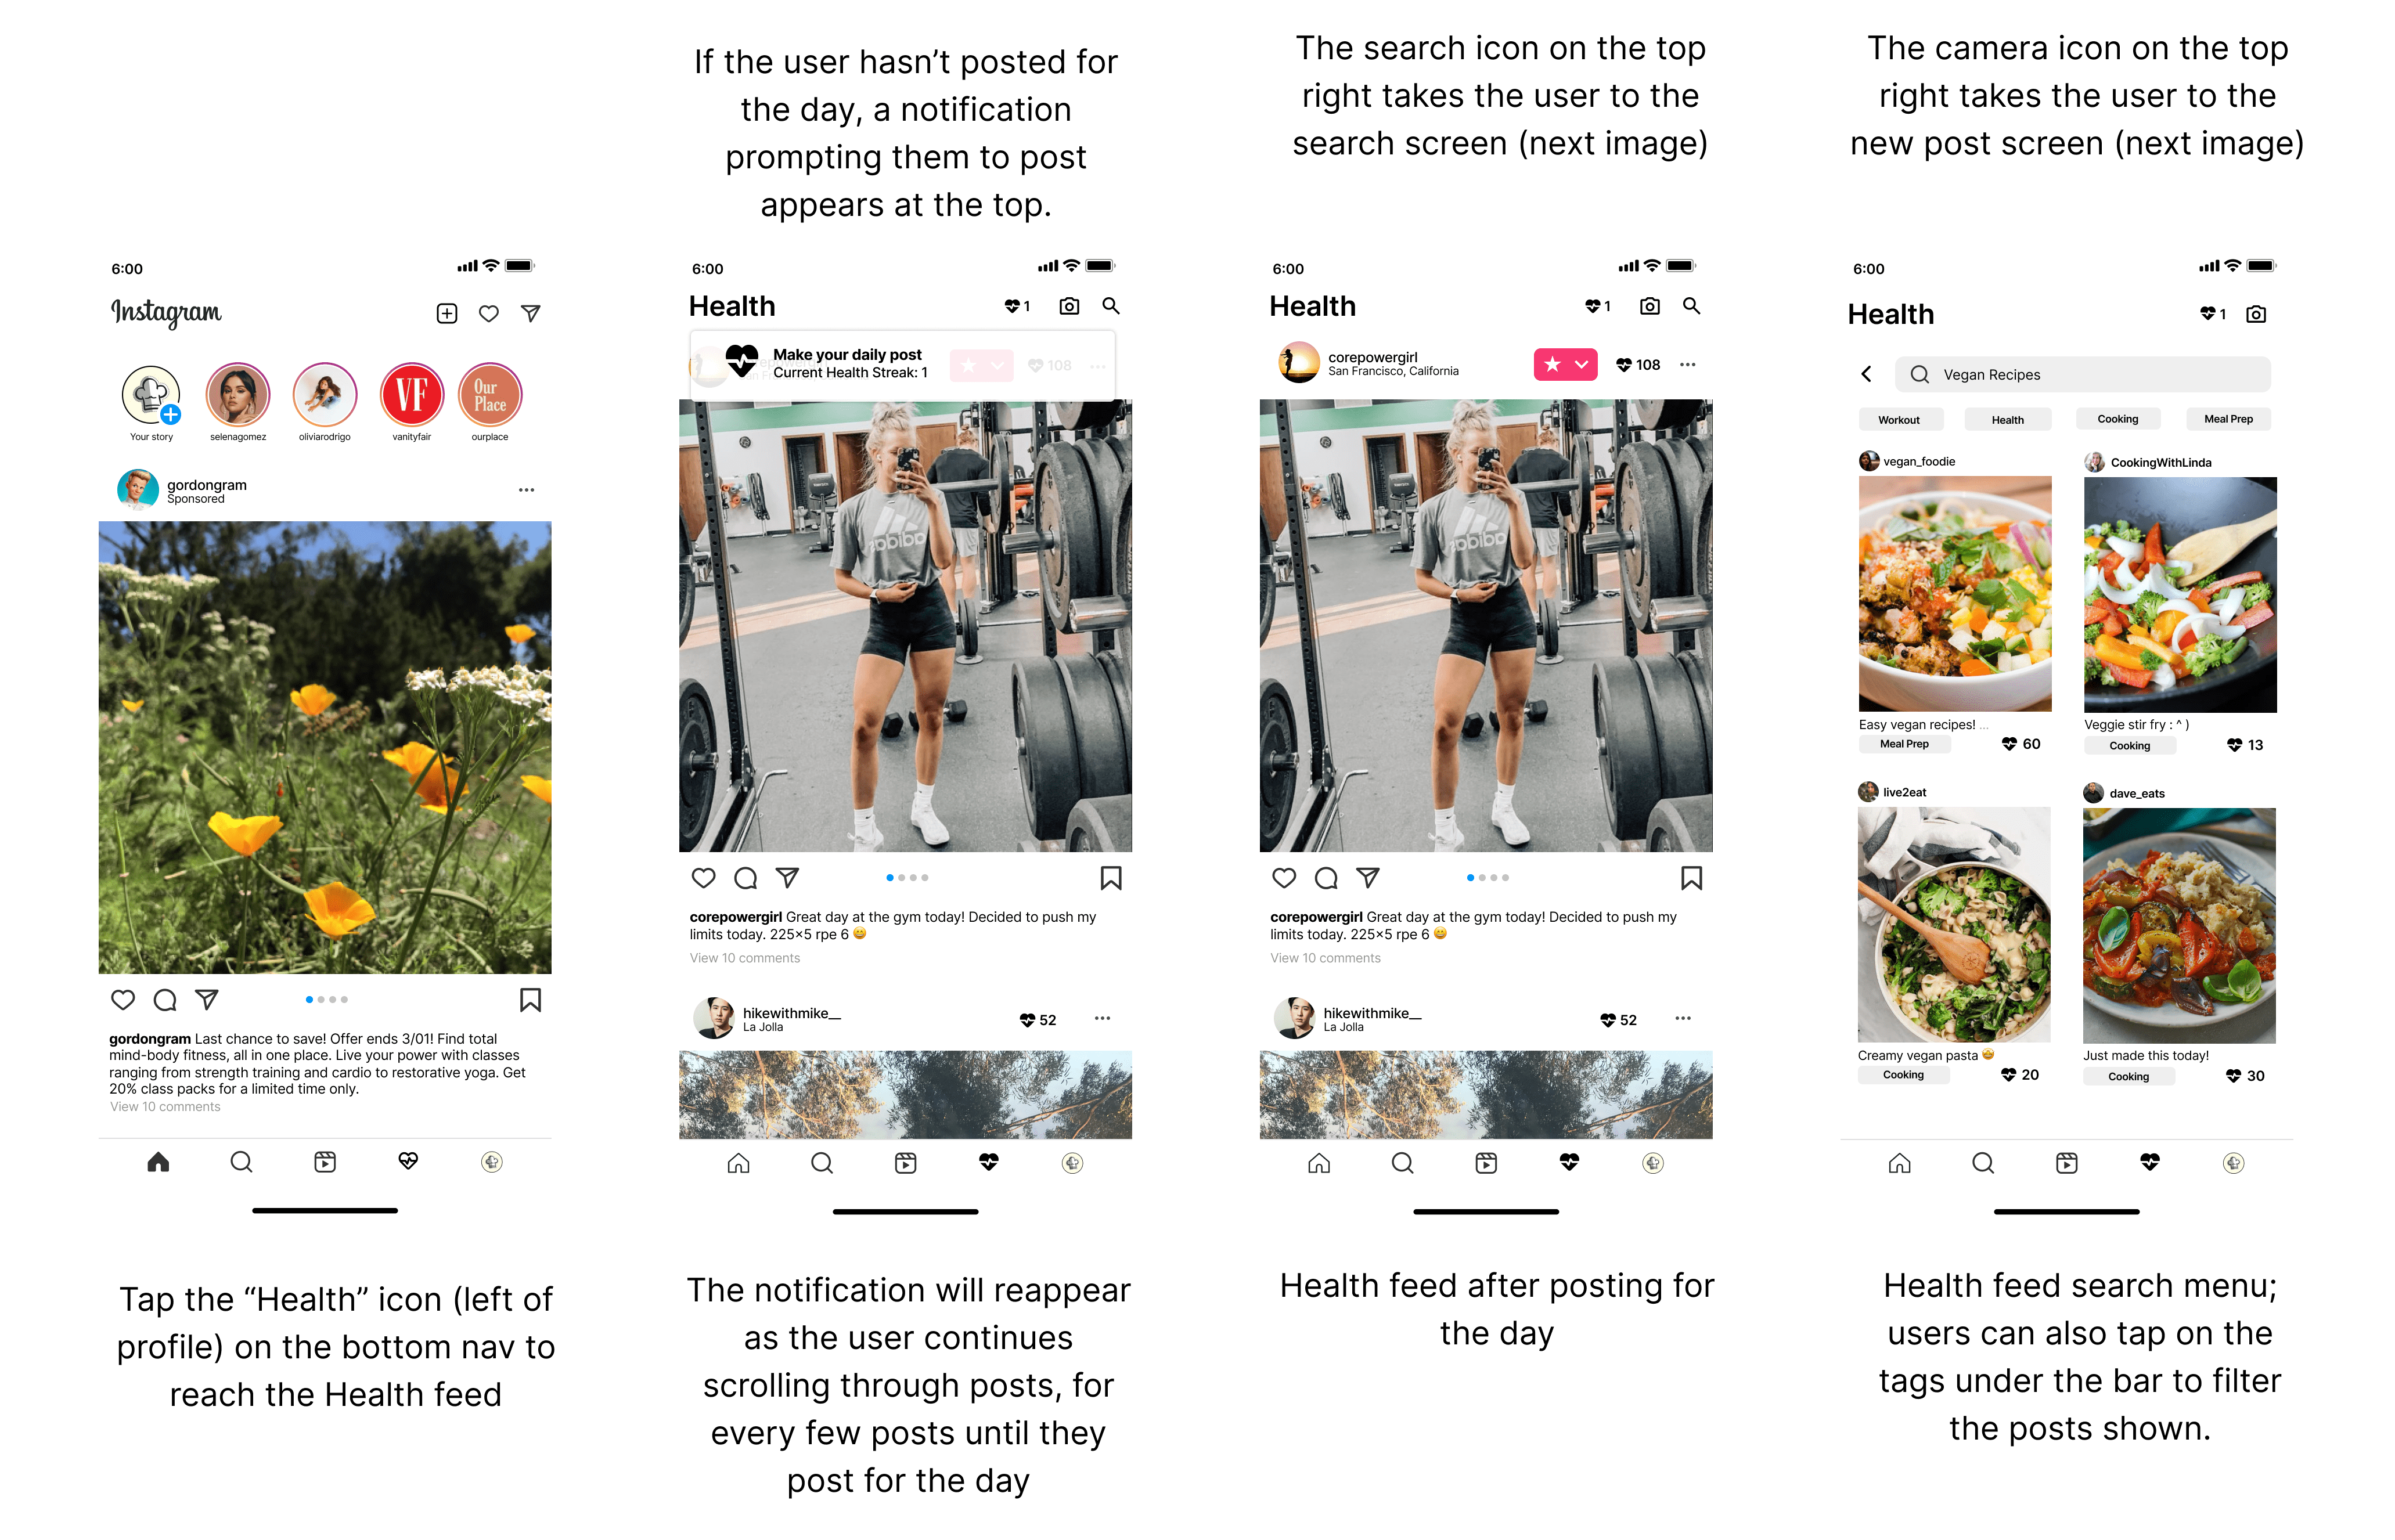 If the user hasn’t posted for
the day, a notification
prompting them to post
appears at the top.
The search icon on the top
right takes the user to the
search screen (next image)
The camera icon on the top
right takes the user to the
new post screen (next image)
6:00
Instagram
Your story
selenagomez
oliviarodrigo
VF
vanityfair
Our
Place
ourplace
gordongram
Sponsored
gordongram Last chance to save! Offer ends 3/01! Find total
mind-body fitness, all in one place. Live your power with classes
ranging from strength training and cardio to restorative yoga. Get
20% class packs for a limited time only.
View 10 comments
Tap the “Health” icon (left of
profile) on the bottom nav to
reach the Health feed
6:00
Health
1
Make your daily post
Current Health Streak: 1
108
adidas
corepowergirl Great day at the gym today! Decided to push my
limits today. 225x5 rpe 6 😄
View 10 comments
hikewithmike__
La Jolla
52
The notification will reappear
as the user continues
scrolling through posts, for
every few posts until they
post for the day
6:00
Health
1
corepowergirl
San Francisco, California
108
adidas
corepowergirl Great day at the gym today! Decided to push my
limits today. 225x5 rpe 6 😄
View 10 comments
hikewithmike__
La Jolla
52
Health feed after posting for
the day
6:00
Health
1
Vegan Recipes
Workout
Health
Cooking
Meal Prep
vegan_foodie
Easy vegan recipes! ...
Meal Prep
60
CookingWithLinda
Veggie stir fry : ^ )
Cooking
13
live2eat
Creamy vegan pasta 🤩
Cooking
20
dave_eats
Just made this today!
Cooking
30
Health feed search menu;
users can also tap on the
tags under the bar to filter
the posts shown.